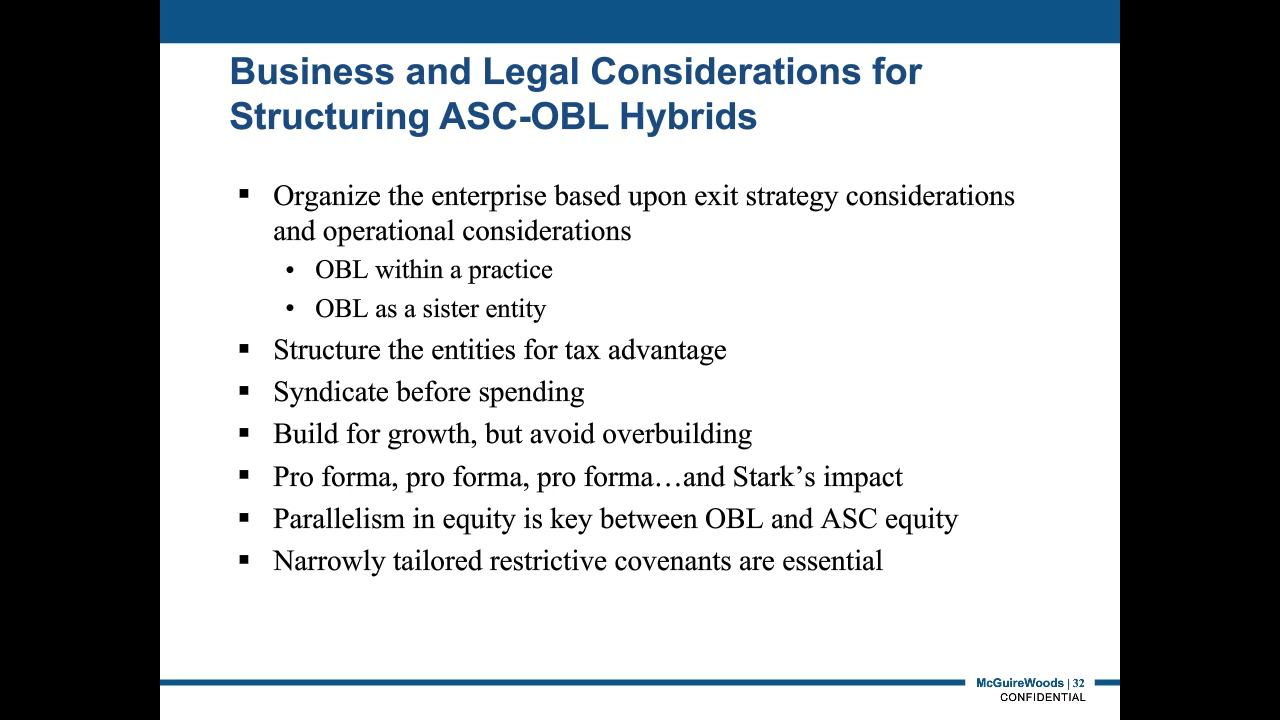 Business and Legal Considerations for
Structuring ASC-OBL Hybrids
▪ Organize the enterprise based upon exit strategy considerations
and operational considerations
• OBL within a practice
• OBL as a sister entity
▪ Structure the entities for tax advantage
▪ Syndicate before spending
▪ Build for growth, but avoid overbuilding
▪ Pro forma, pro forma, pro forma…and Stark’s impact
▪ Parallelism in equity is key between OBL and ASC equity
▪ Narrowly tailored restrictive covenants are essential
McGuireWoods | 32
CONFIDENTIAL